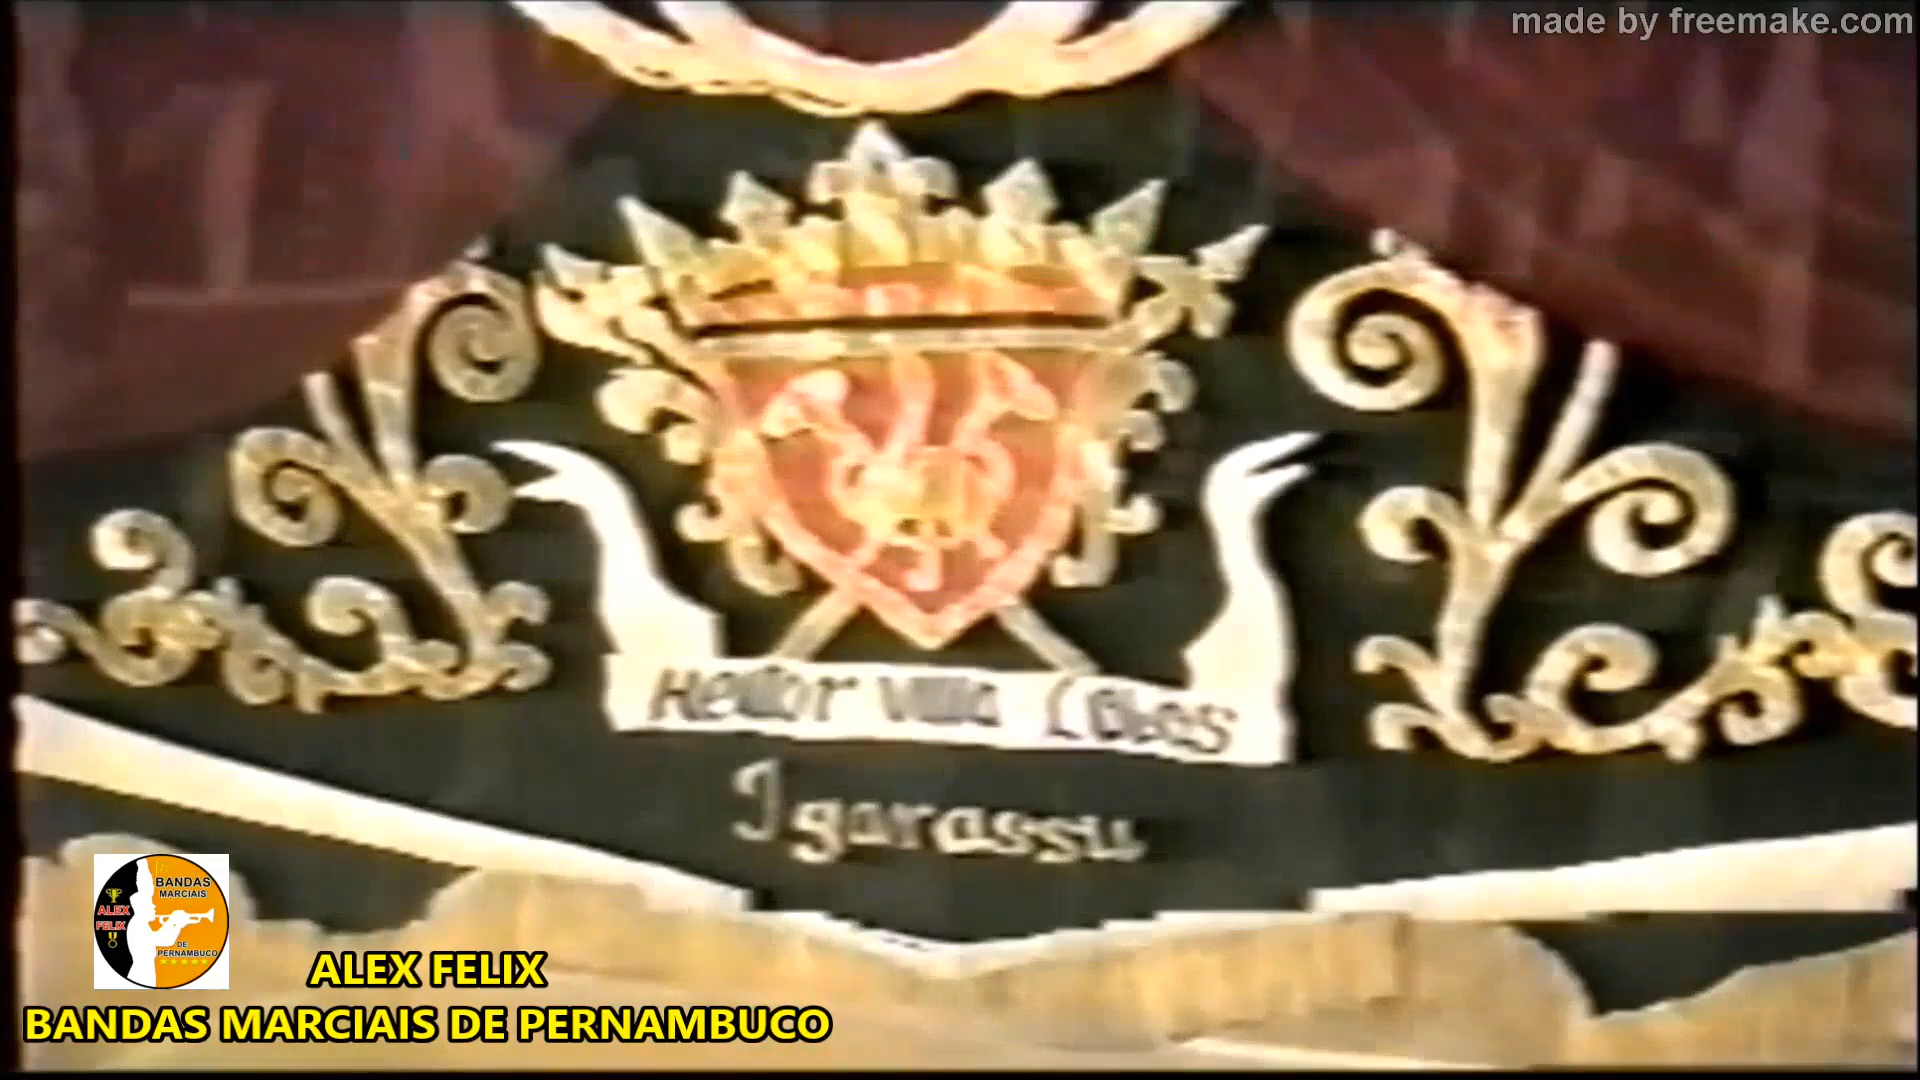 made by freemake.com
Heitor Villa Lobos
Igarassu
BANDAS
MARCIAIS
ALEX
FELIX
DE
PERNAMBUCO
ALEX FELIX
BANDAS MARCIAIS DE PERNAMBUCO